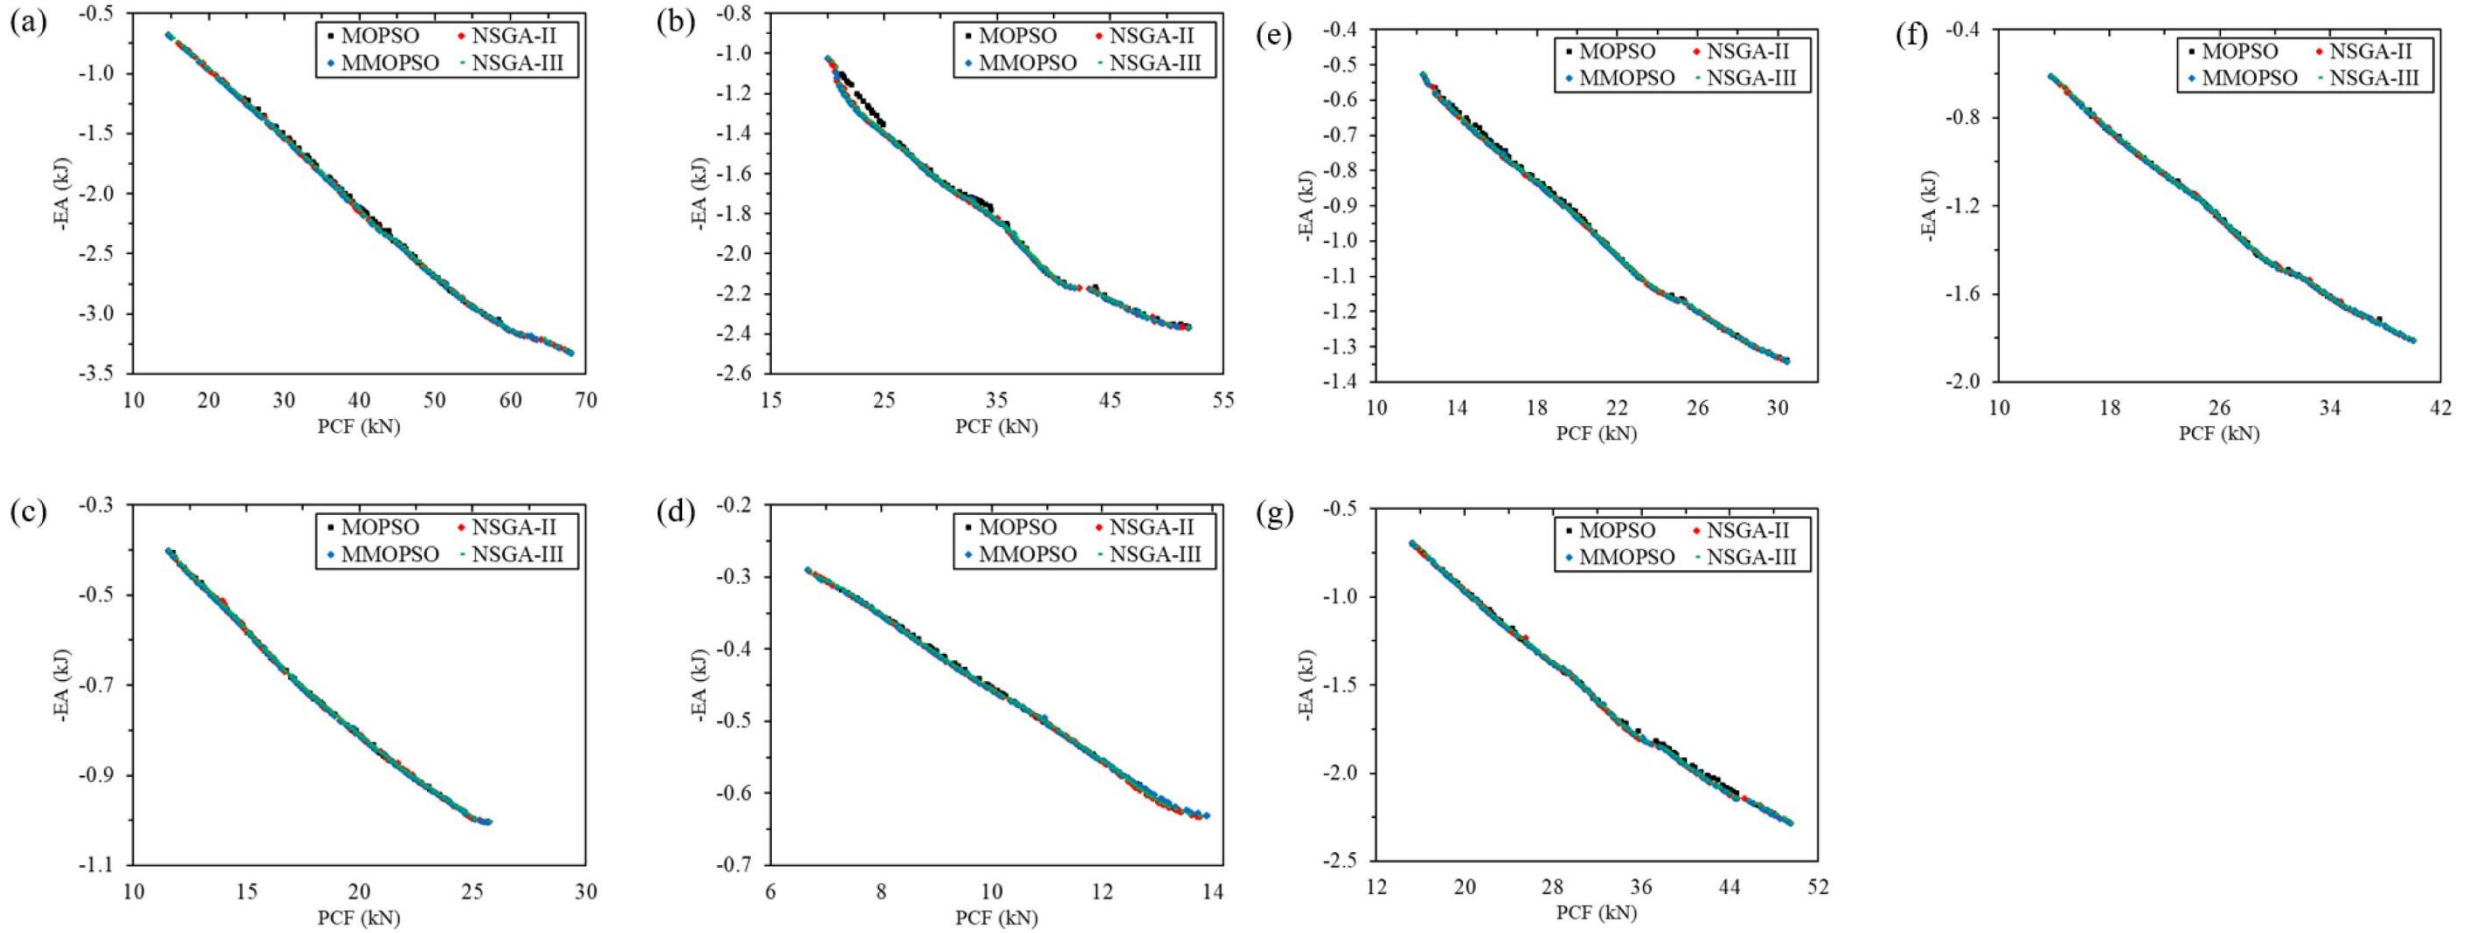 (a)
-0.5
-1.0
-1.5
-2.0
-2.5
-3.0
-3.5
-EA (kJ)
MOPSO NSGA-II
MMOPSO NSGA-III
10 20 30 40 50 60 70
PCF (kN)
(b)
-0.8
-1.0
-1.2
-1.4
-1.6
-1.8
-2.0
-2.2
-2.4
-2.6
-EA (kJ)
MOPSO NSGA-II
MMOPSO NSGA-III
15 25 35 45 55
PCF (kN)
(e)
-0.4
-0.5
-0.6
-0.7
-0.8
-0.9
-1.0
-1.1
-1.2
-1.3
-1.4
-EA (kJ)
MOPSO NSGA-II
MMOPSO NSGA-III
10 14 18 22 26 30
PCF (kN)
(f)
-0.4
-0.8
-1.2
-1.6
-2.0
-EA (kJ)
MOPSO NSGA-II
MMOPSO NSGA-III
10 18 26 34 42
PCF (kN)
(c)
-0.3
-0.5
-0.7
-0.9
-1.1
-EA (kJ)
MOPSO NSGA-II
MMOPSO NSGA-III
10 15 20 25 30
PCF (kN)
(d)
-0.2
-0.3
-0.4
-0.5
-0.6
-0.7
-EA (kJ)
MOPSO NSGA-II
MMOPSO NSGA-III
6 8 10 12 14
PCF (kN)
(g)
-0.5
-1.0
-1.5
-2.0
-2.5
-EA (kJ)
MOPSO NSGA-II
MMOPSO NSGA-III
12 20 28 36 44 52
PCF (kN)